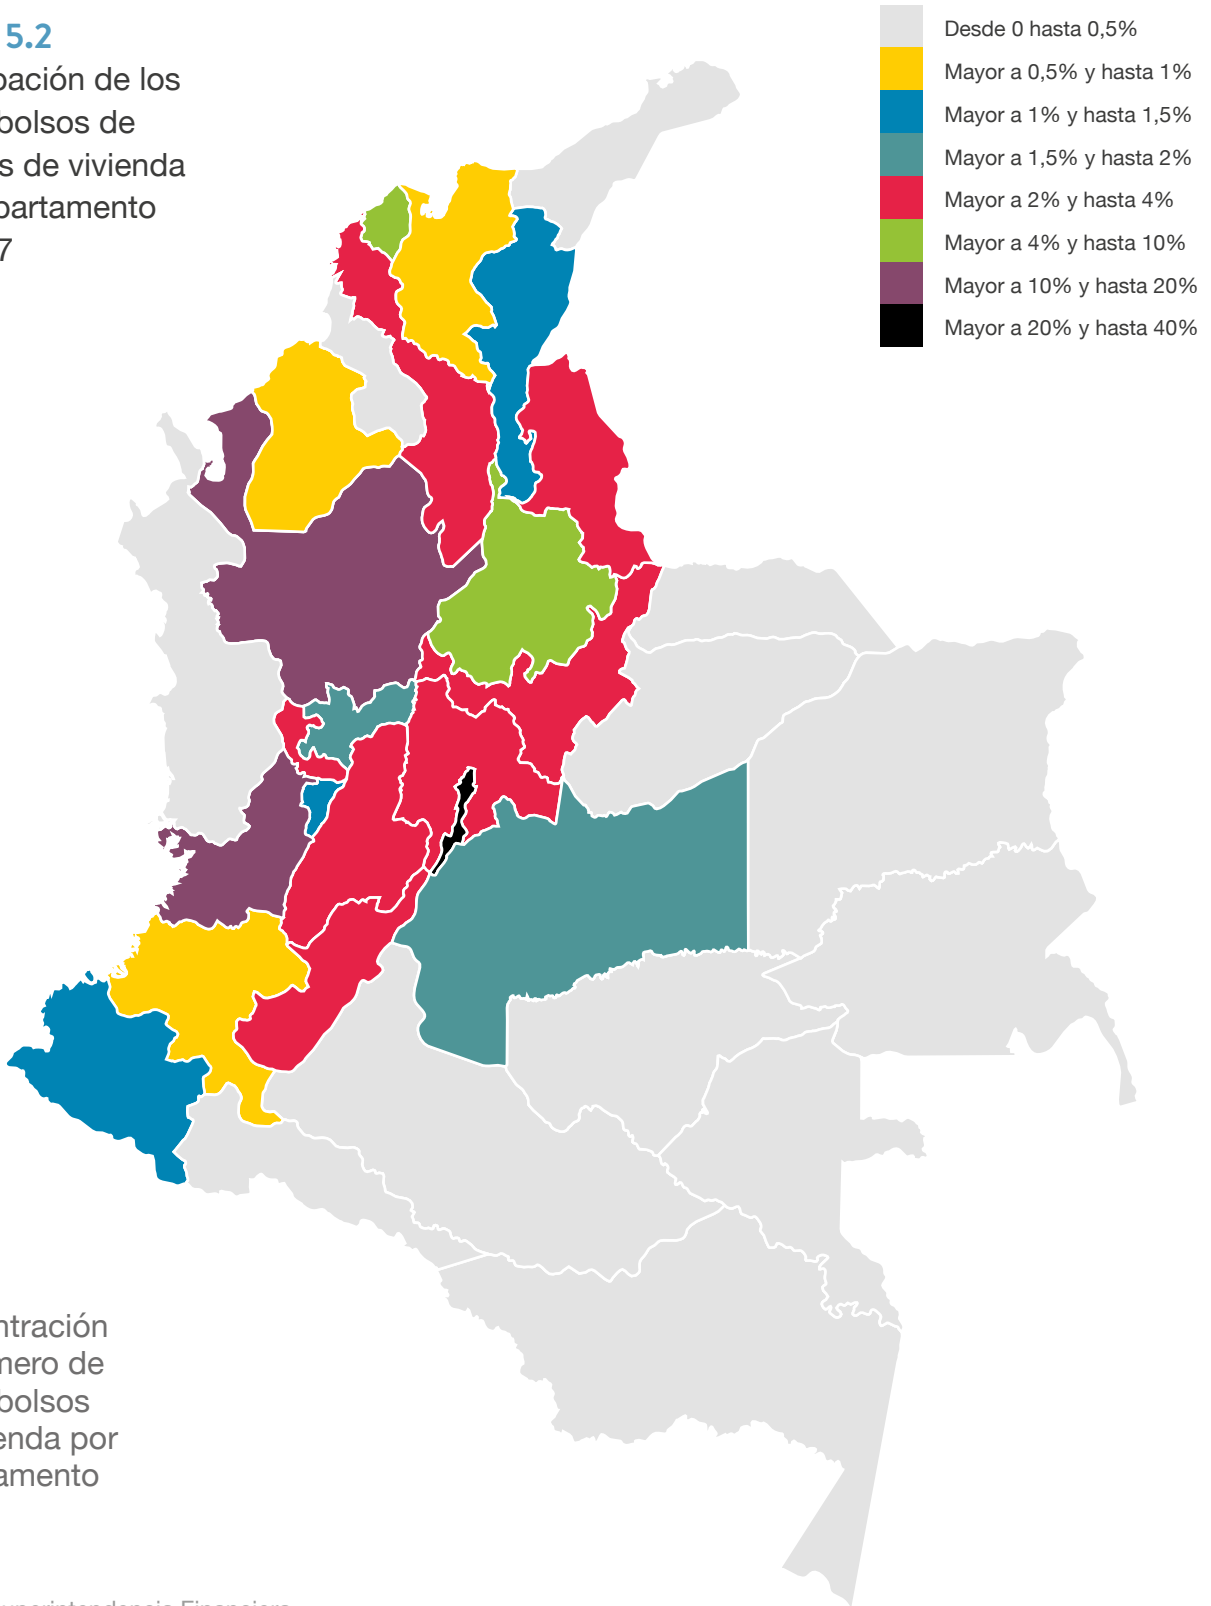 5.2
pación de los
bolsos de
s de vivienda
partamento
7
Desde 0 hasta 0,5%
Mayor a 0,5% y hasta 1%
Mayor a 1% y hasta 1,5%
Mayor a 1,5% y hasta 2%
Mayor a 2% y hasta 4%
Mayor a 4% y hasta 10%
Mayor a 10% y hasta 20%
Mayor a 20% y hasta 40%
ntración
mero de
bolsos
enda por
amento
uperintendencia Financiera